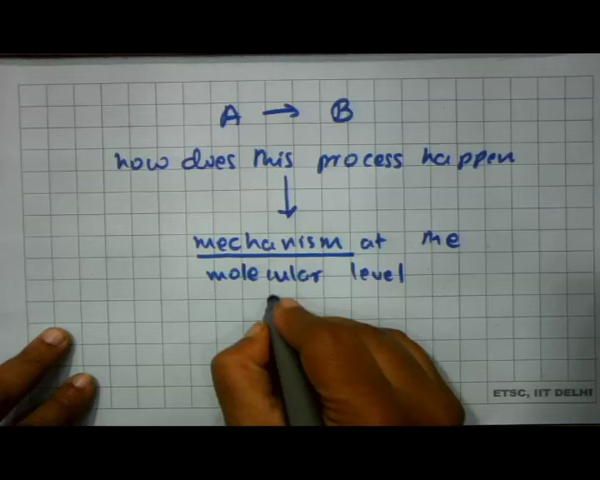 A → B
how does this process happen
↓
mechanism at the
molecular level
ETSC, IIT DELHI